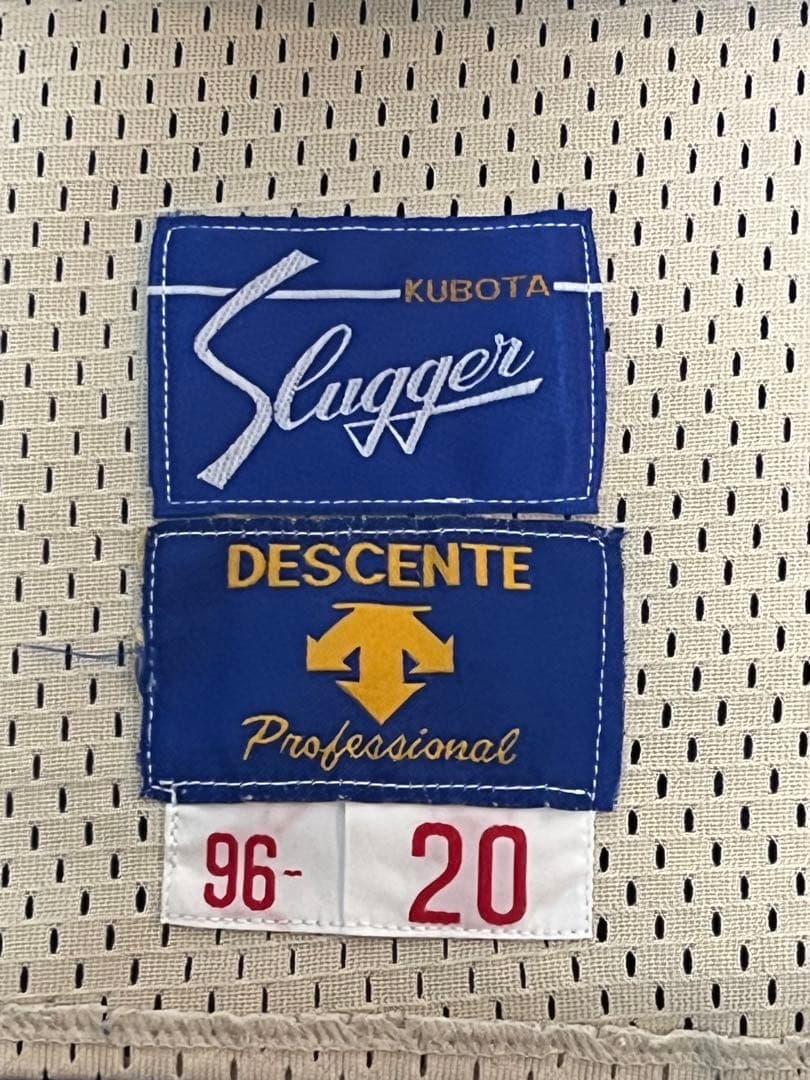 KUBOTA
Slugger
DESCENTE
Professional
96- 20